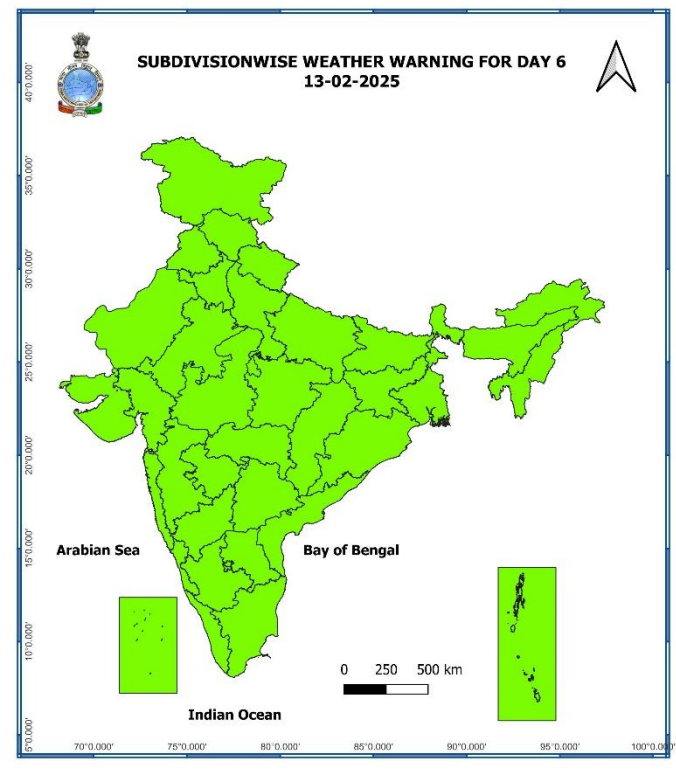 SUBDIVISIONWISE WEATHER WARNING FOR DAY 6
13-02-2025
40°0.000'
35°0.000'
30°0.000'
25°0.000'
20°0.000'
15°0.000'
10°0.000'
5°0.000'
Arabian Sea
Bay of Bengal
0 250 500 km
Indian Ocean
70°0.000' 75°0.000' 80°0.000' 85°0.000' 90°0.000' 95°0.000' 100°0.000'